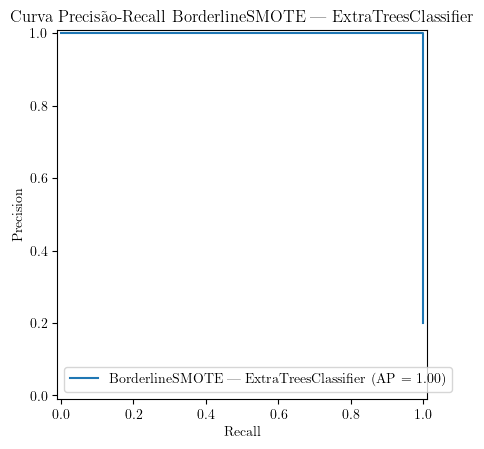 Curva Precisão-Recall BorderlineSMOTE — ExtraTreesClassifier
1.0
0.8
0.6
0.4
0.2
0.0
Precision
BorderlineSMOTE — ExtraTreesClassifier (AP = 1.00)
0.0 0.2 0.4 0.6 0.8 1.0
Recall